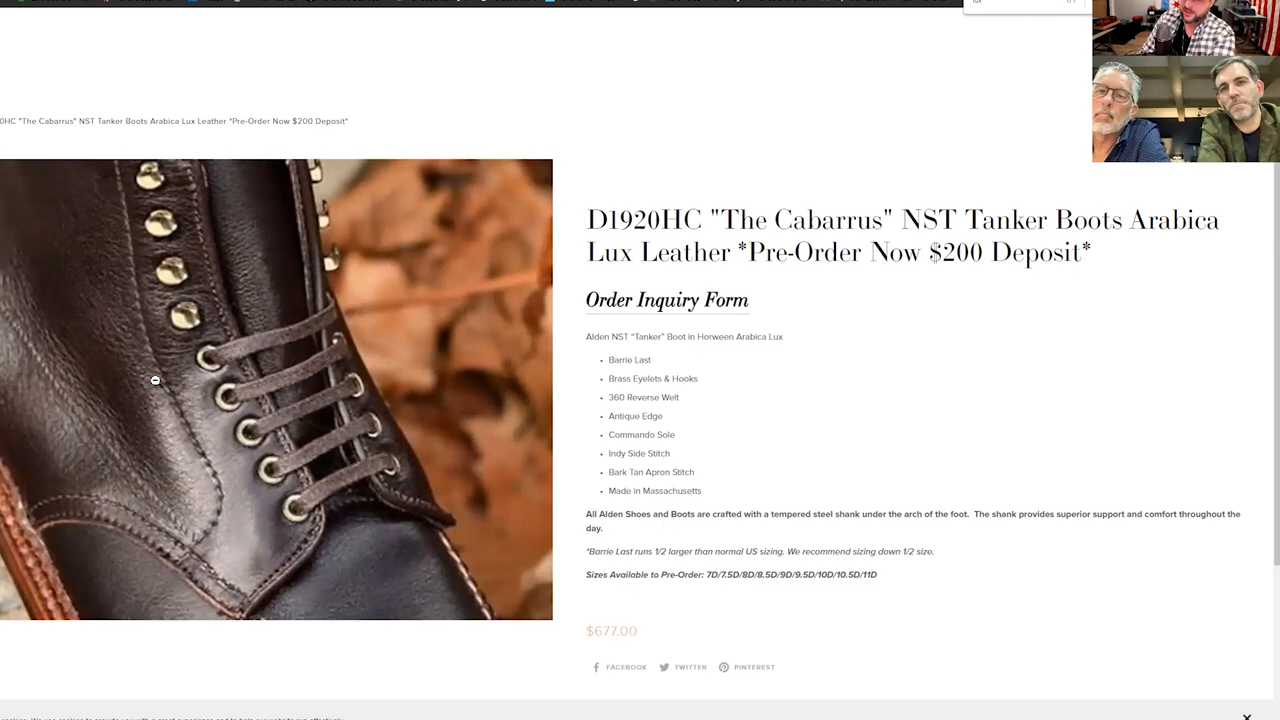 lux 1/1
0HC "The Cabarrus" NST Tanker Boots Arabica Lux Leather *Pre-Order Now $200 Deposit*
D1920HC "The Cabarrus" NST Tanker Boots Arabica
Lux Leather *Pre-Order Now $200 Deposit*
Order Inquiry Form
Alden NST "Tanker" Boot in Horween Arabica Lux
• Barrie Last
• Brass Eyelets & Hooks
• 360 Reverse Welt
• Antique Edge
• Commando Sole
• Indy Side Stitch
• Bark Tan Apron Stitch
• Made in Massachusetts
All Alden Shoes and Boots are crafted with a tempered steel shank under the arch of the foot. The shank provides superior support and comfort throughout the
day.
*Barrie Last runs 1/2 larger than normal US sizing. We recommend sizing down 1/2 size.
Sizes Available to Pre-Order: 7D/7.5D/8D/8.5D/9D/9.5D/10D/10.5D/11D
$677.00
FACEBOOK TWITTER PINTEREST